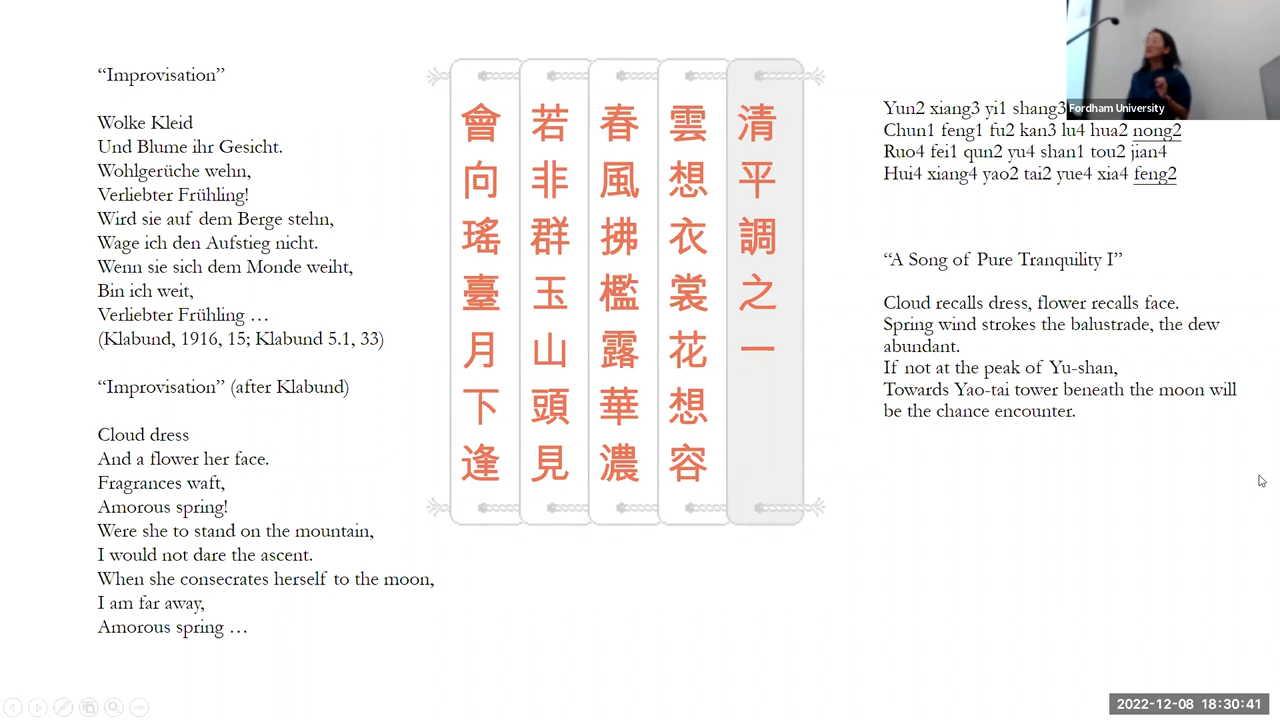 “Improvisation”
Wolke Kleid
Und Blume ihr Gesicht.
Wohlgerüche wehn,
Verliebter Frühling!
Wird sie auf dem Berge stehn,
Wage ich den Aufstieg nicht.
Wenn sie sich dem Monde weiht,
Bin ich weit,
Verliebter Frühling …
(Klabund, 1916, 15; Klabund 5.1, 33)
“Improvisation” (after Klabund)
Cloud dress
And a flower her face.
Fragrances waft,
Amorous spring!
Were she to stand on the mountain,
I would not dare the ascent.
When she consecrates herself to the moon,
I am far away,
Amorous spring …
清平調之一
雲想衣裳花想容
春風拂檻露華濃
若非群玉山頭見
會向瑤臺月下逢
Yun2 xiang3 yi1 shang3
Chun1 feng1 fu2 kan3 lu4 hua2 nong2
Ruo4 fei1 qun2 yu4 shan1 tou2 jian4
Hui4 xiang4 yao2 tai2 yue4 xia4 feng2
“A Song of Pure Tranquility I”
Cloud recalls dress, flower recalls face.
Spring wind strokes the balustrade, the dew
abundant.
If not at the peak of Yu-shan,
Towards Yao-tai tower beneath the moon will
be the chance encounter.
Fordham University
2022-12-08 18:30:41